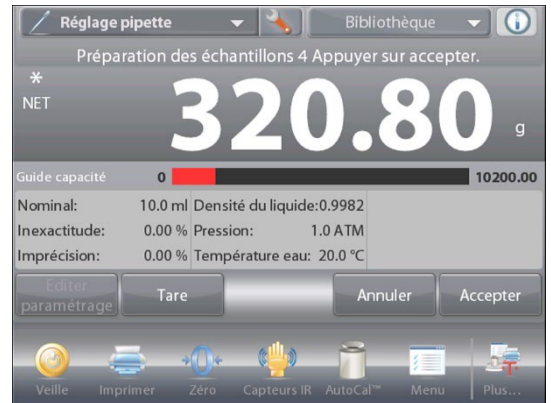 Réglage pipette
Bibliothèque
Préparation des échantillons 4 Appuyer sur accepter.
*
NET
320.80 g
Guide capacité 0 10200.00
Nominal: 10.0 ml Densité du liquide:0.9982
Inexactitude: 0.00 % Pression: 1.0 ATM
Imprécision: 0.00 % Température eau: 20.0 °C
Editer
paramétrage
Tare
Annuler
Accepter
Veille Imprimer Zéro Capteurs IR AutoCal™ Menu Plus...